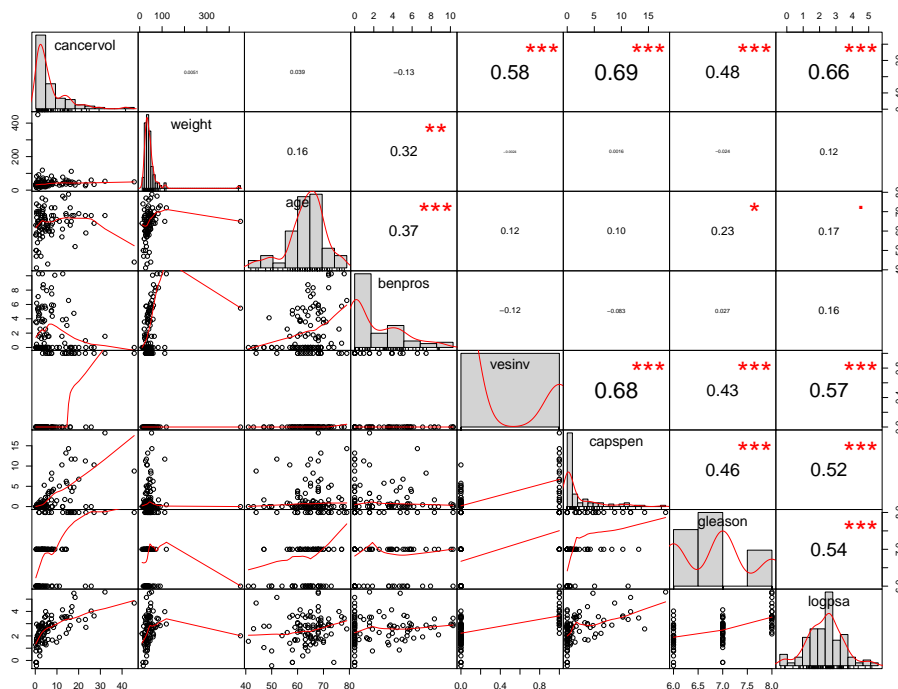 0 200 400 0 2 4 6 8 10 0 5 10 15 0 1 2 3 4 5
cancervol
*** *** *** ***
0.0051 0.039 −0.13 0.58 0.69 0.48 0.66
weight
**
0.16 0.32 0.0016 −0.024 0.12
0 200 400
age
*** * .
0.37 0.12 0.10 0.23 0.17
benpros
−0.12 −0.083 0.027 0.16
0 2 4 6 8
vesinv
*** *** ***
0.68 0.43 0.57
capspen
*** ***
0.46 0.52
0 5 10 15
gleason
***
0.54
logpsa
0 2 4
0 10 20 30 40 40 50 60 70 80 0.0 0.4 0.8 6.0 6.5 7.0 7.5 8.0